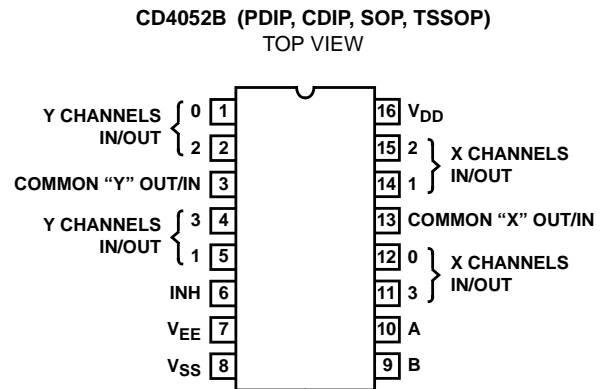 CD4052B (PDIP, CDIP, SOP, TSSOP)
TOP VIEW
Y CHANNELS
IN/OUT
0 1
2 2
COMMON “Y” OUT/IN 3
Y CHANNELS
IN/OUT
3 4
1 5
INH 6
VEE 7
VSS 8
16 VDD
15 2
14 1
X CHANNELS
IN/OUT
13 COMMON “X” OUT/IN
12 0
11 3
X CHANNELS
IN/OUT
10 A
9 B